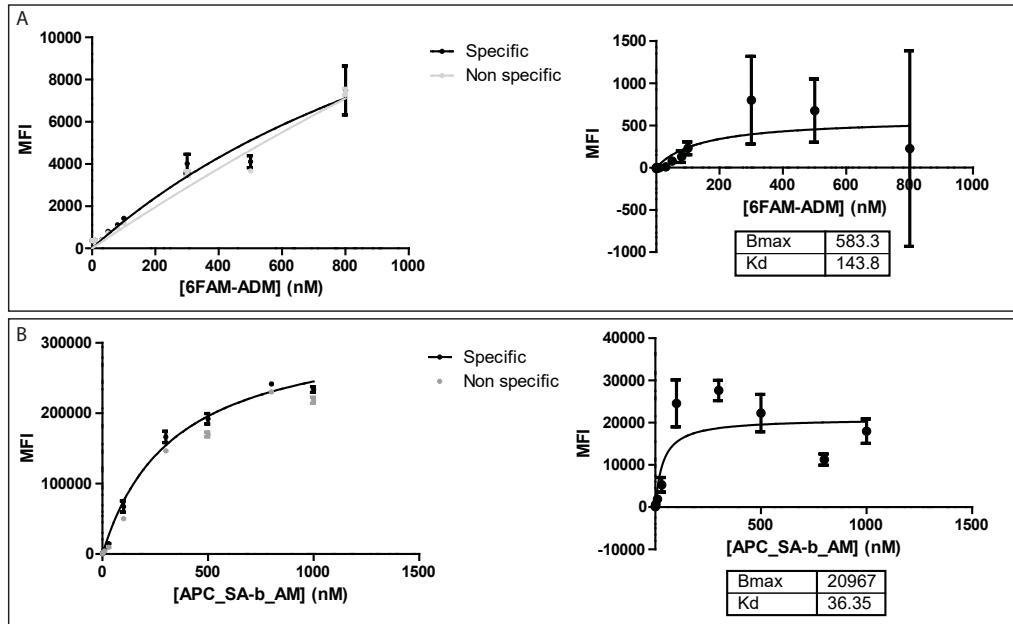 A
10000
8000
6000
4000
2000
0
MFI
0 200 400 600 800 1000
[6FAM-ADM] (nM)
Specific
Non specific
1500
1000
500
0
-500
-1000
MFI
200 400 600 800 1000
[6FAM-ADM] (nM)
Bmax 583.3
Kd 143.8
B
300000
200000
100000
0
MFI
0 500 1000 1500
[APC_SA-b_AM] (nM)
Specific
Non specific
40000
30000
20000
10000
0
-10000
MFI
500 1000 1500
[APC_SA-b_AM] (nM)
Bmax 20967
Kd 36.35